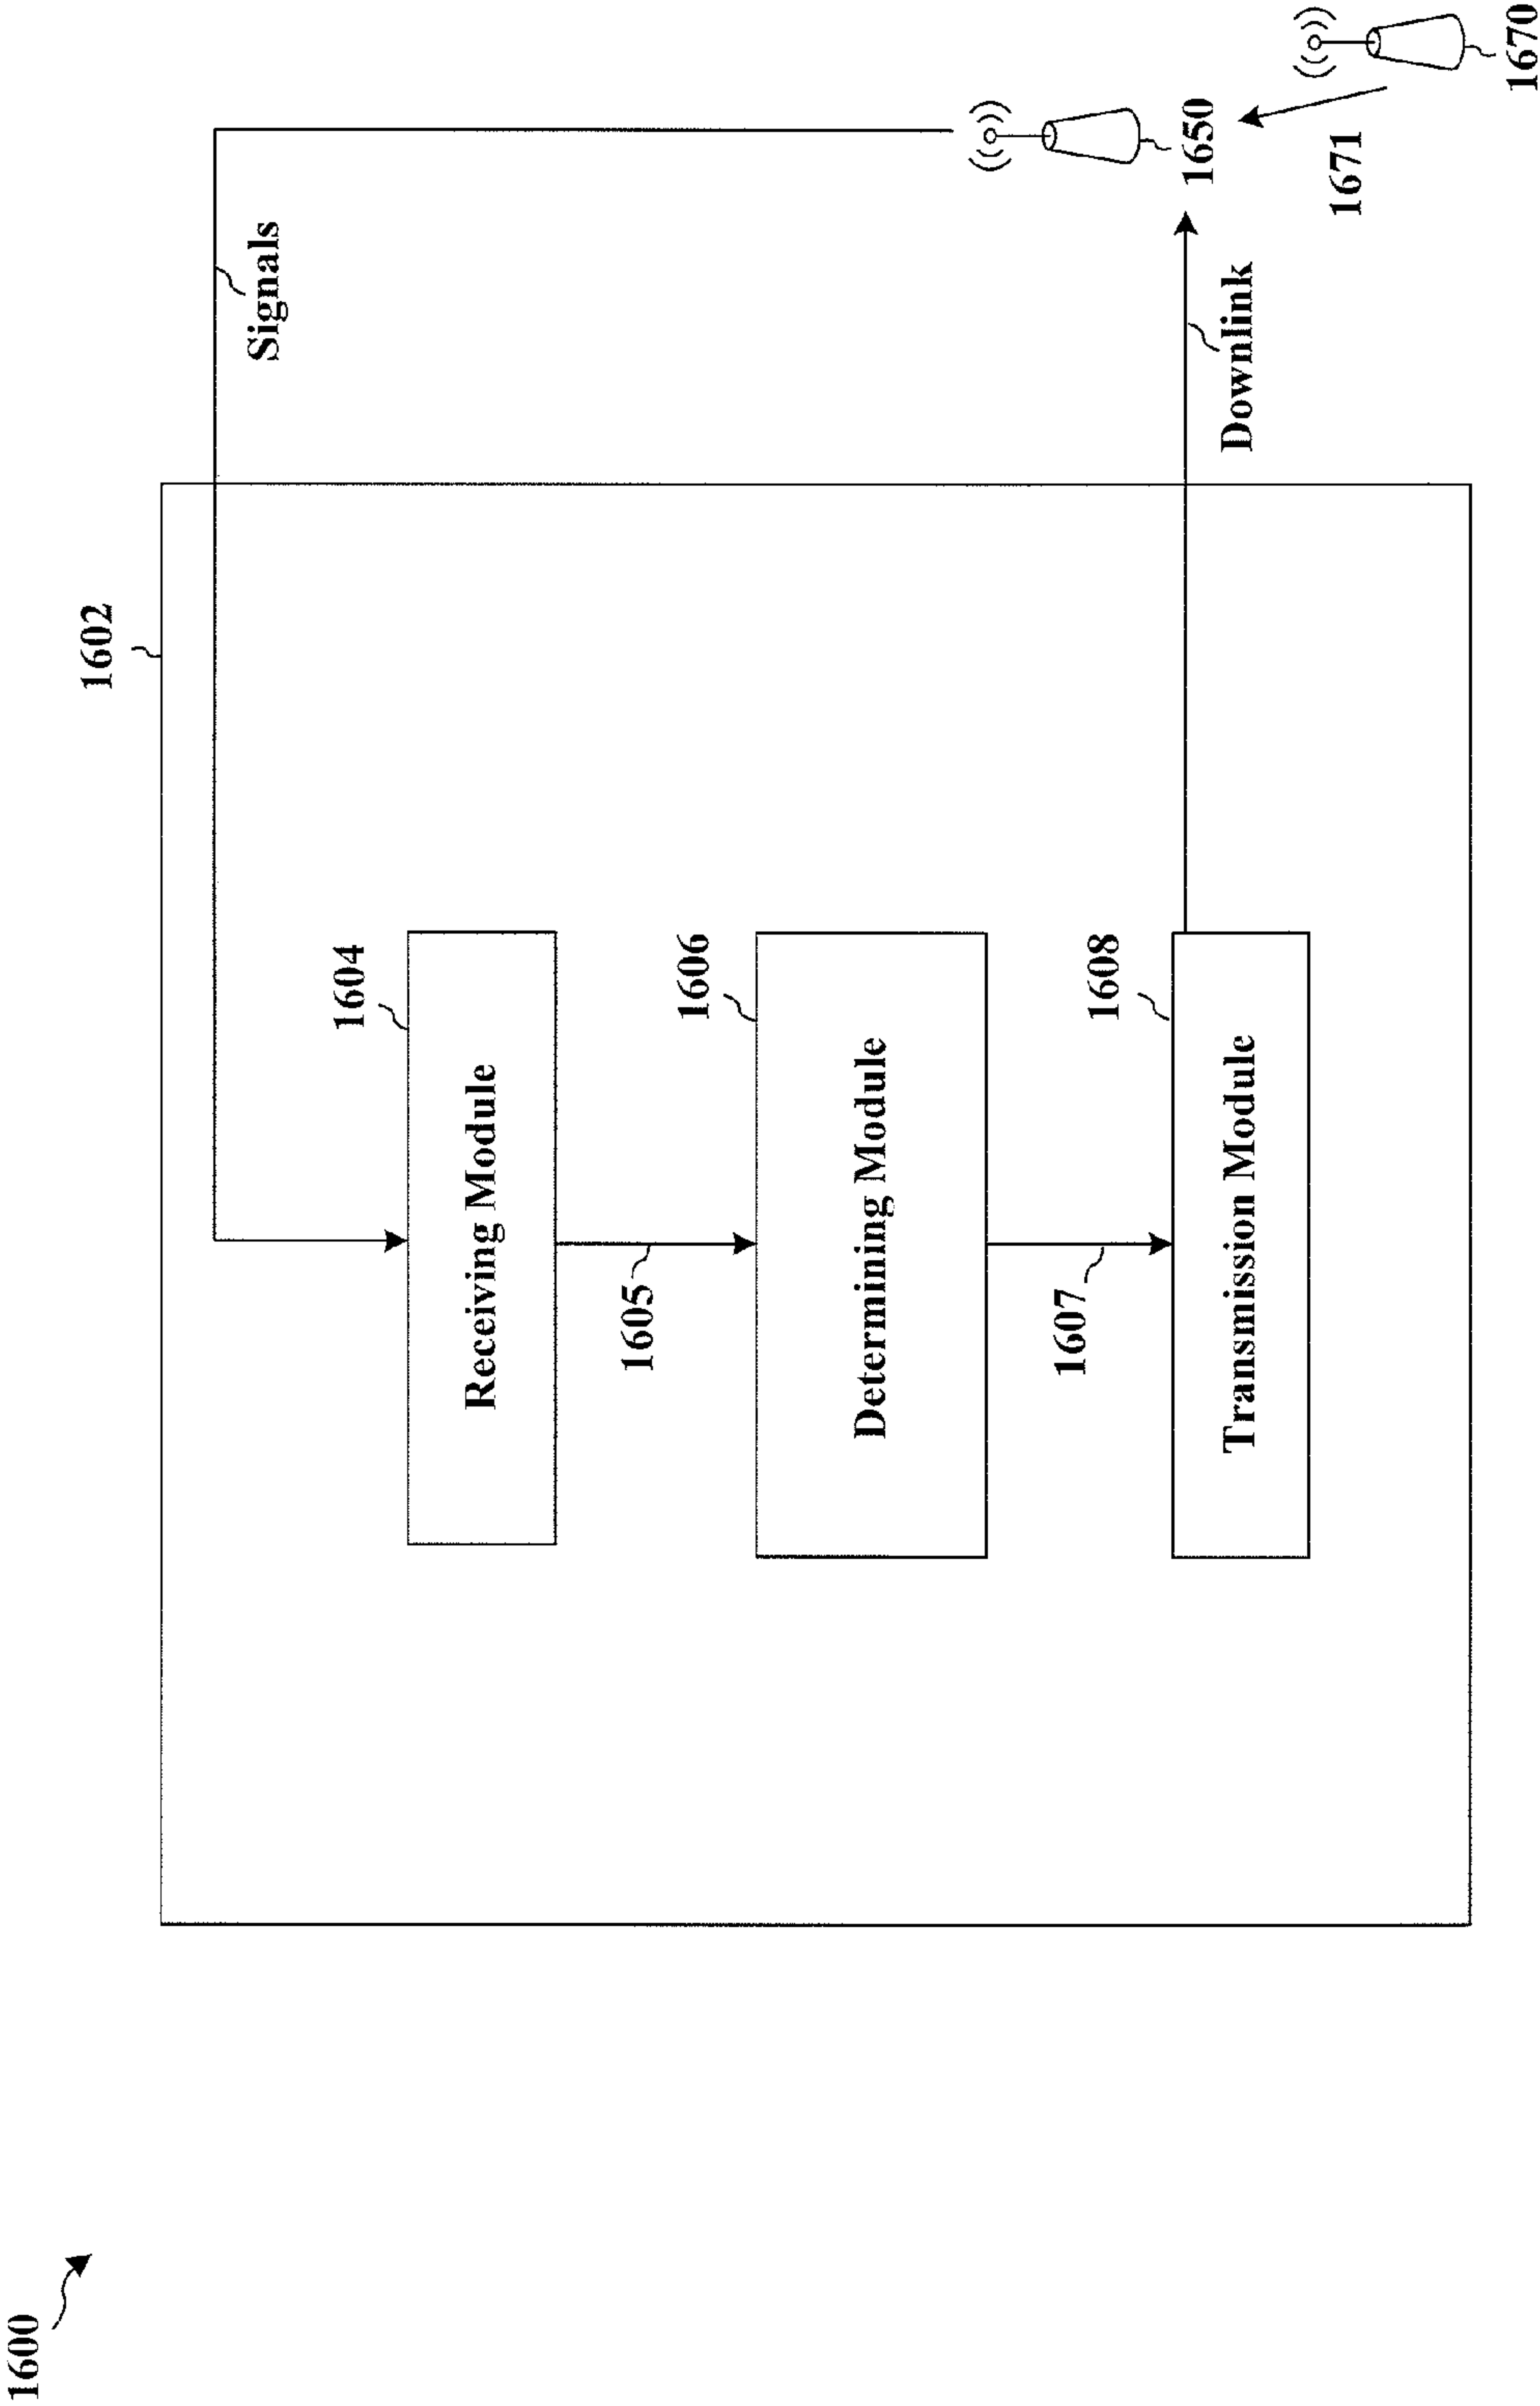 1600
1602
Signals
1604
Receiving Module
1605
1606
Determining Module
1607
1608
Transmission Module
Downlink
1650
1671
1670